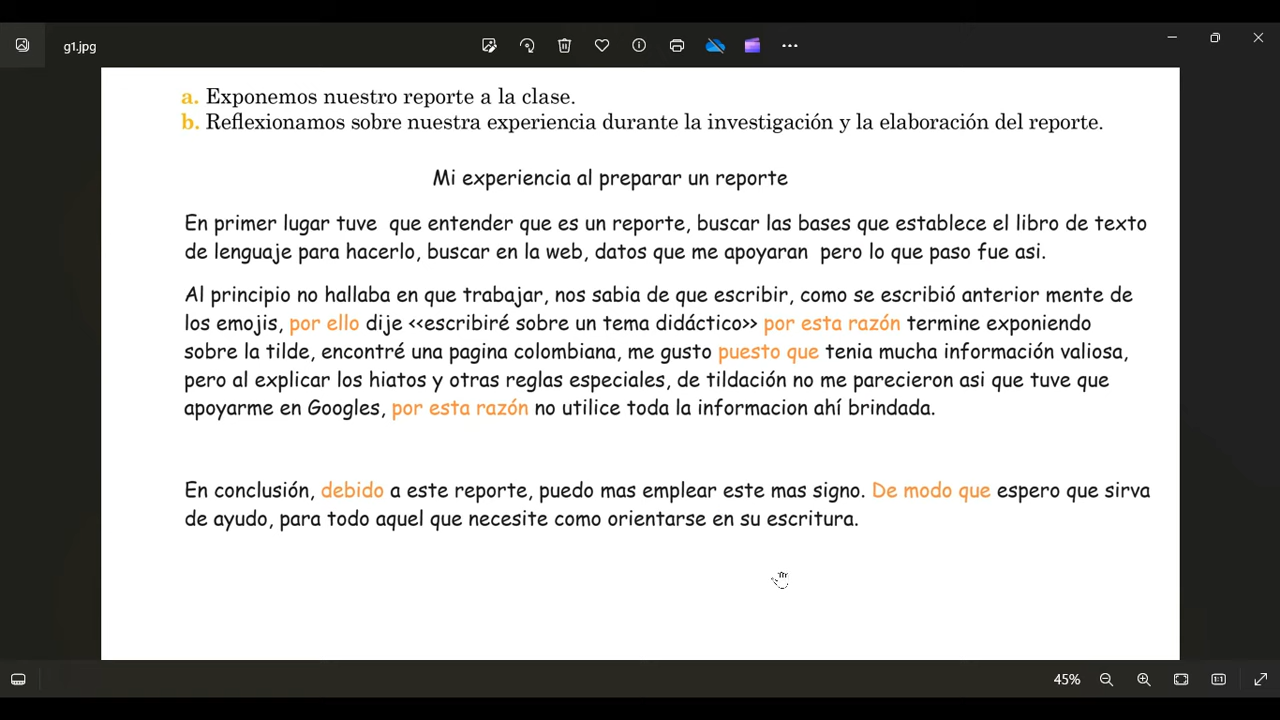 g1.jpg
a. Exponemos nuestro reporte a la clase.
b. Reflexionamos sobre nuestra experiencia durante la investigación y la elaboración del reporte.
Mi experiencia al preparar un reporte
En primer lugar tuve  que entender que es un reporte, buscar las bases que establece el libro de texto
de lenguaje para hacerlo, buscar en la web, datos que me apoyaran  pero lo que paso fue asi.
Al principio no hallaba en que trabajar, nos sabia de que escribir, como se escribió anterior mente de
los emojis, por ello dije <<escribiré sobre un tema didáctico>> por esta razón termine exponiendo
sobre la tilde, encontré una pagina colombiana, me gusto puesto que tenia mucha información valiosa,
pero al explicar los hiatos y otras reglas especiales, de tildación no me parecieron asi que tuve que
apoyarme en Googles, por esta razón no utilice toda la informacion ahí brindada.
En conclusión, debido a este reporte, puedo mas emplear este mas signo. De modo que espero que sirva
de ayudo, para todo aquel que necesite como orientarse en su escritura.
45%
1:1